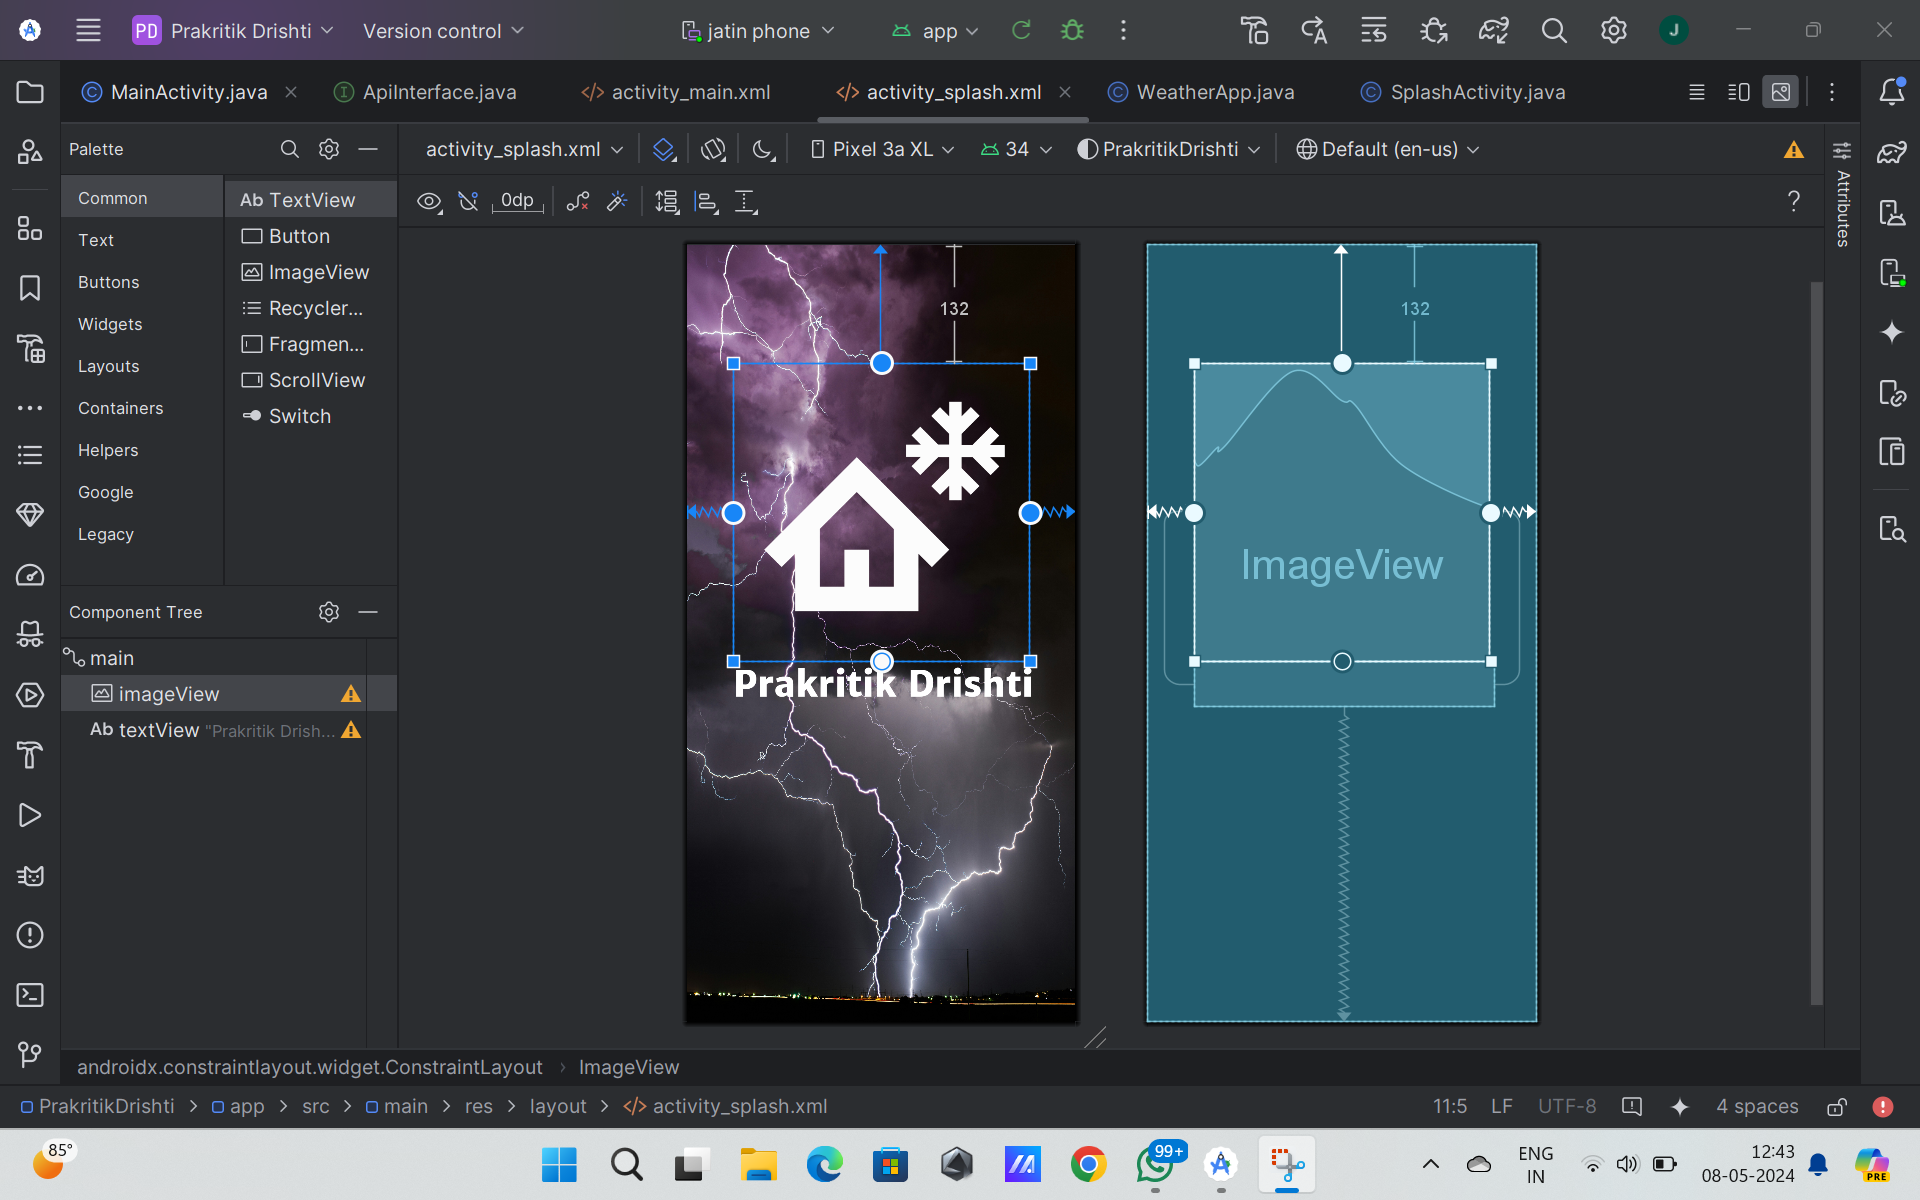 PD Prakritik Drishti
Version control
jatin phone
app
J
MainActivity.java
ApiInterface.java
activity_main.xml
activity_splash.xml
WeatherApp.java
SplashActivity.java
Palette
activity_splash.xml
Pixel 3a XL
34
PrakritikDrishti
Default (en-us)
Attributes
0dp
?
Common
Text
Buttons
Widgets
Layouts
Containers
Helpers
Google
Legacy
Ab TextView
Button
ImageView
Recycler...
Fragmen...
ScrollView
Switch
132
Prakritik Drishti
132
ImageView
Component Tree
main
imageView
Ab textView "Prakritik Drish...
androidx.constraintlayout.widget.ConstraintLayout › ImageView
PrakritikDrishti > app > src > main > res > layout > activity_splash.xml
11:5 LF UTF-8 4 spaces
85°
99+
ENG
IN
12:43
08-05-2024
PRE